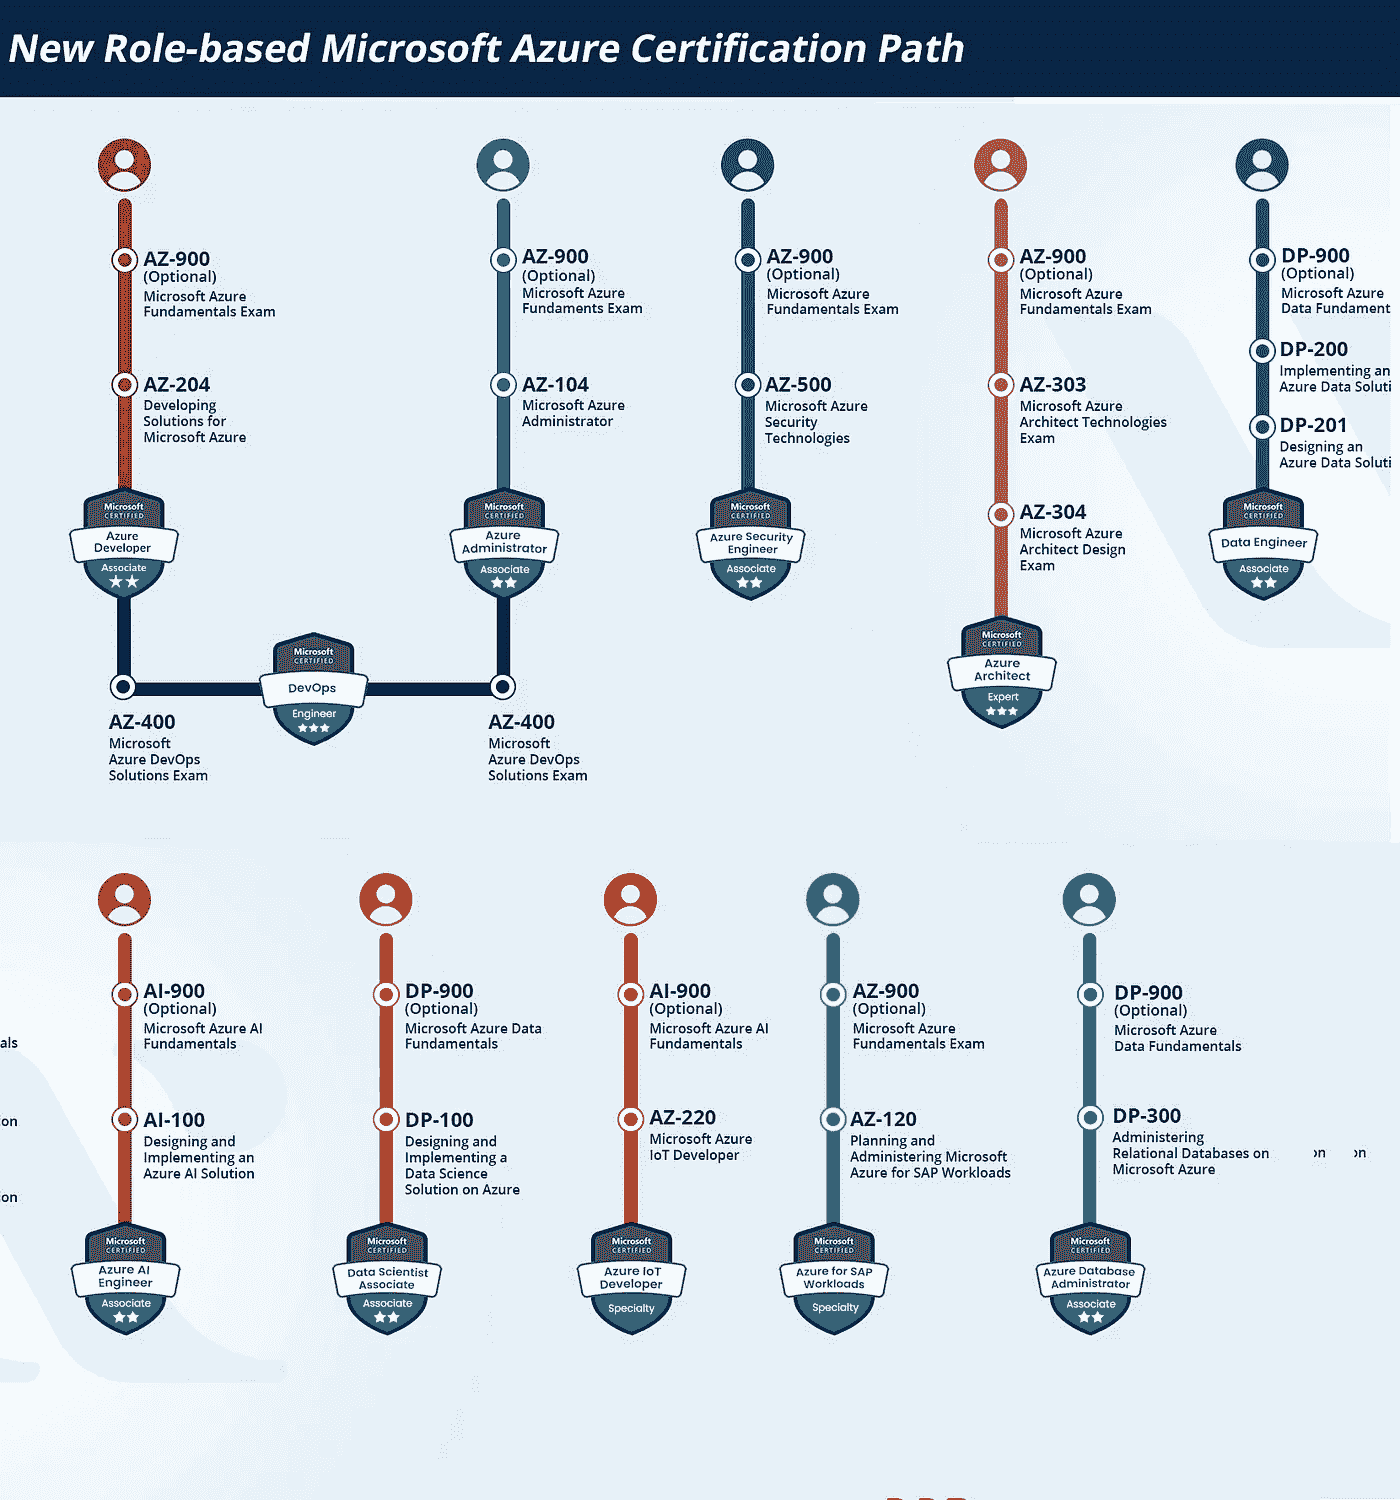 New Role-based Microsoft Azure Certification Path
AZ-900
(Optional)
Microsoft Azure
Fundamentals Exam
AZ-204
Developing
Solutions for
Microsoft Azure
Microsoft
CERTIFIED
Azure
Developer
Associate
AZ-900
(Optional)
Microsoft Azure
Fundaments Exam
AZ-104
Microsoft Azure
Administrator
Microsoft
CERTIFIED
Azure
Administrator
Associate
AZ-400
Microsoft
Azure DevOps
Solutions Exam
Microsoft
CERTIFIED
DevOps
Engineer
AZ-400
Microsoft
Azure DevOps
Solutions Exam
AZ-900
(Optional)
Microsoft Azure
Fundamentals Exam
AZ-500
Microsoft Azure
Security
Technologies
Microsoft
CERTIFIED
Azure Security
Engineer
Associate
AZ-900
(Optional)
Microsoft Azure
Fundamentals Exam
AZ-303
Microsoft Azure
Architect Technologies
Exam
AZ-304
Microsoft Azure
Architect Design
Exam
Microsoft
CERTIFIED
Azure
Architect
Expert
DP-900
(Optional)
Microsoft Azure
Data Fundament
DP-200
Implementing an
Azure Data Soluti
DP-201
Designing an
Azure Data Soluti
Microsoft
CERTIFIED
Data Engineer
Associate
als
on
on
AI-900
(Optional)
Microsoft Azure AI
Fundamentals
AI-100
Designing and
Implementing an
Azure AI Solution
Microsoft
CERTIFIED
Azure AI
Engineer
Associate
DP-900
(Optional)
Microsoft Azure Data
Fundamentals
DP-100
Designing and
Implementing a
Data Science
Solution on Azure
Microsoft
CERTIFIED
Data Scientist
Associate
Associate
AI-900
(Optional)
Microsoft Azure AI
Fundamentals
AZ-220
Microsoft Azure
IoT Developer
Microsoft
CERTIFIED
Azure IoT
Developer
Specialty
AZ-900
(Optional)
Microsoft Azure
Fundamentals Exam
AZ-120
Planning and
Administering Microsoft
Azure for SAP Workloads
Microsoft
CERTIFIED
Azure for SAP
Workloads
Specialty
DP-900
(Optional)
Microsoft Azure
Data Fundamentals
DP-300
Administering
Relational Databases on
Microsoft Azure
Microsoft
CERTIFIED
Azure Database
Administrator
Associate